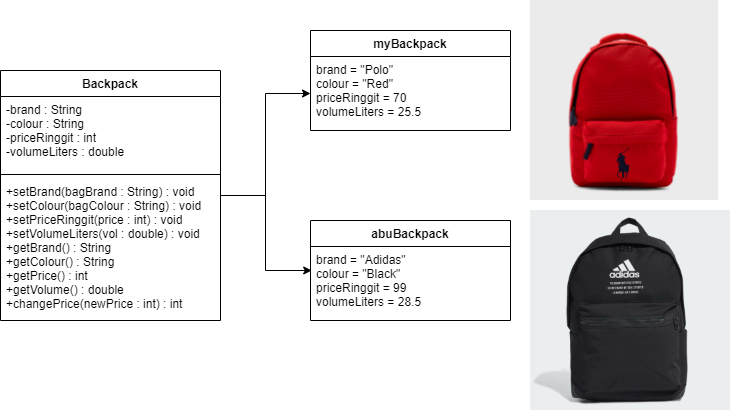 Backpack
-brand : String
-colour : String
-priceRinggit : int
-volumeLiters : double
+setBrand(bagBrand : String) : void
+setColour(bagColour : String) : void
+setPriceRinggit(price : int) : void
+setVolumeLiters(vol : double) : void
+getBrand() : String
+getColour() : String
+getPrice() : int
+getVolume() : double
+changePrice(newPrice : int) : int
myBackpack
brand = "Polo"
colour = "Red"
priceRinggit = 70
volumeLiters = 25.5
abuBackpack
brand = "Adidas"
colour = "Black"
priceRinggit = 99
volumeLiters = 28.5
adidas